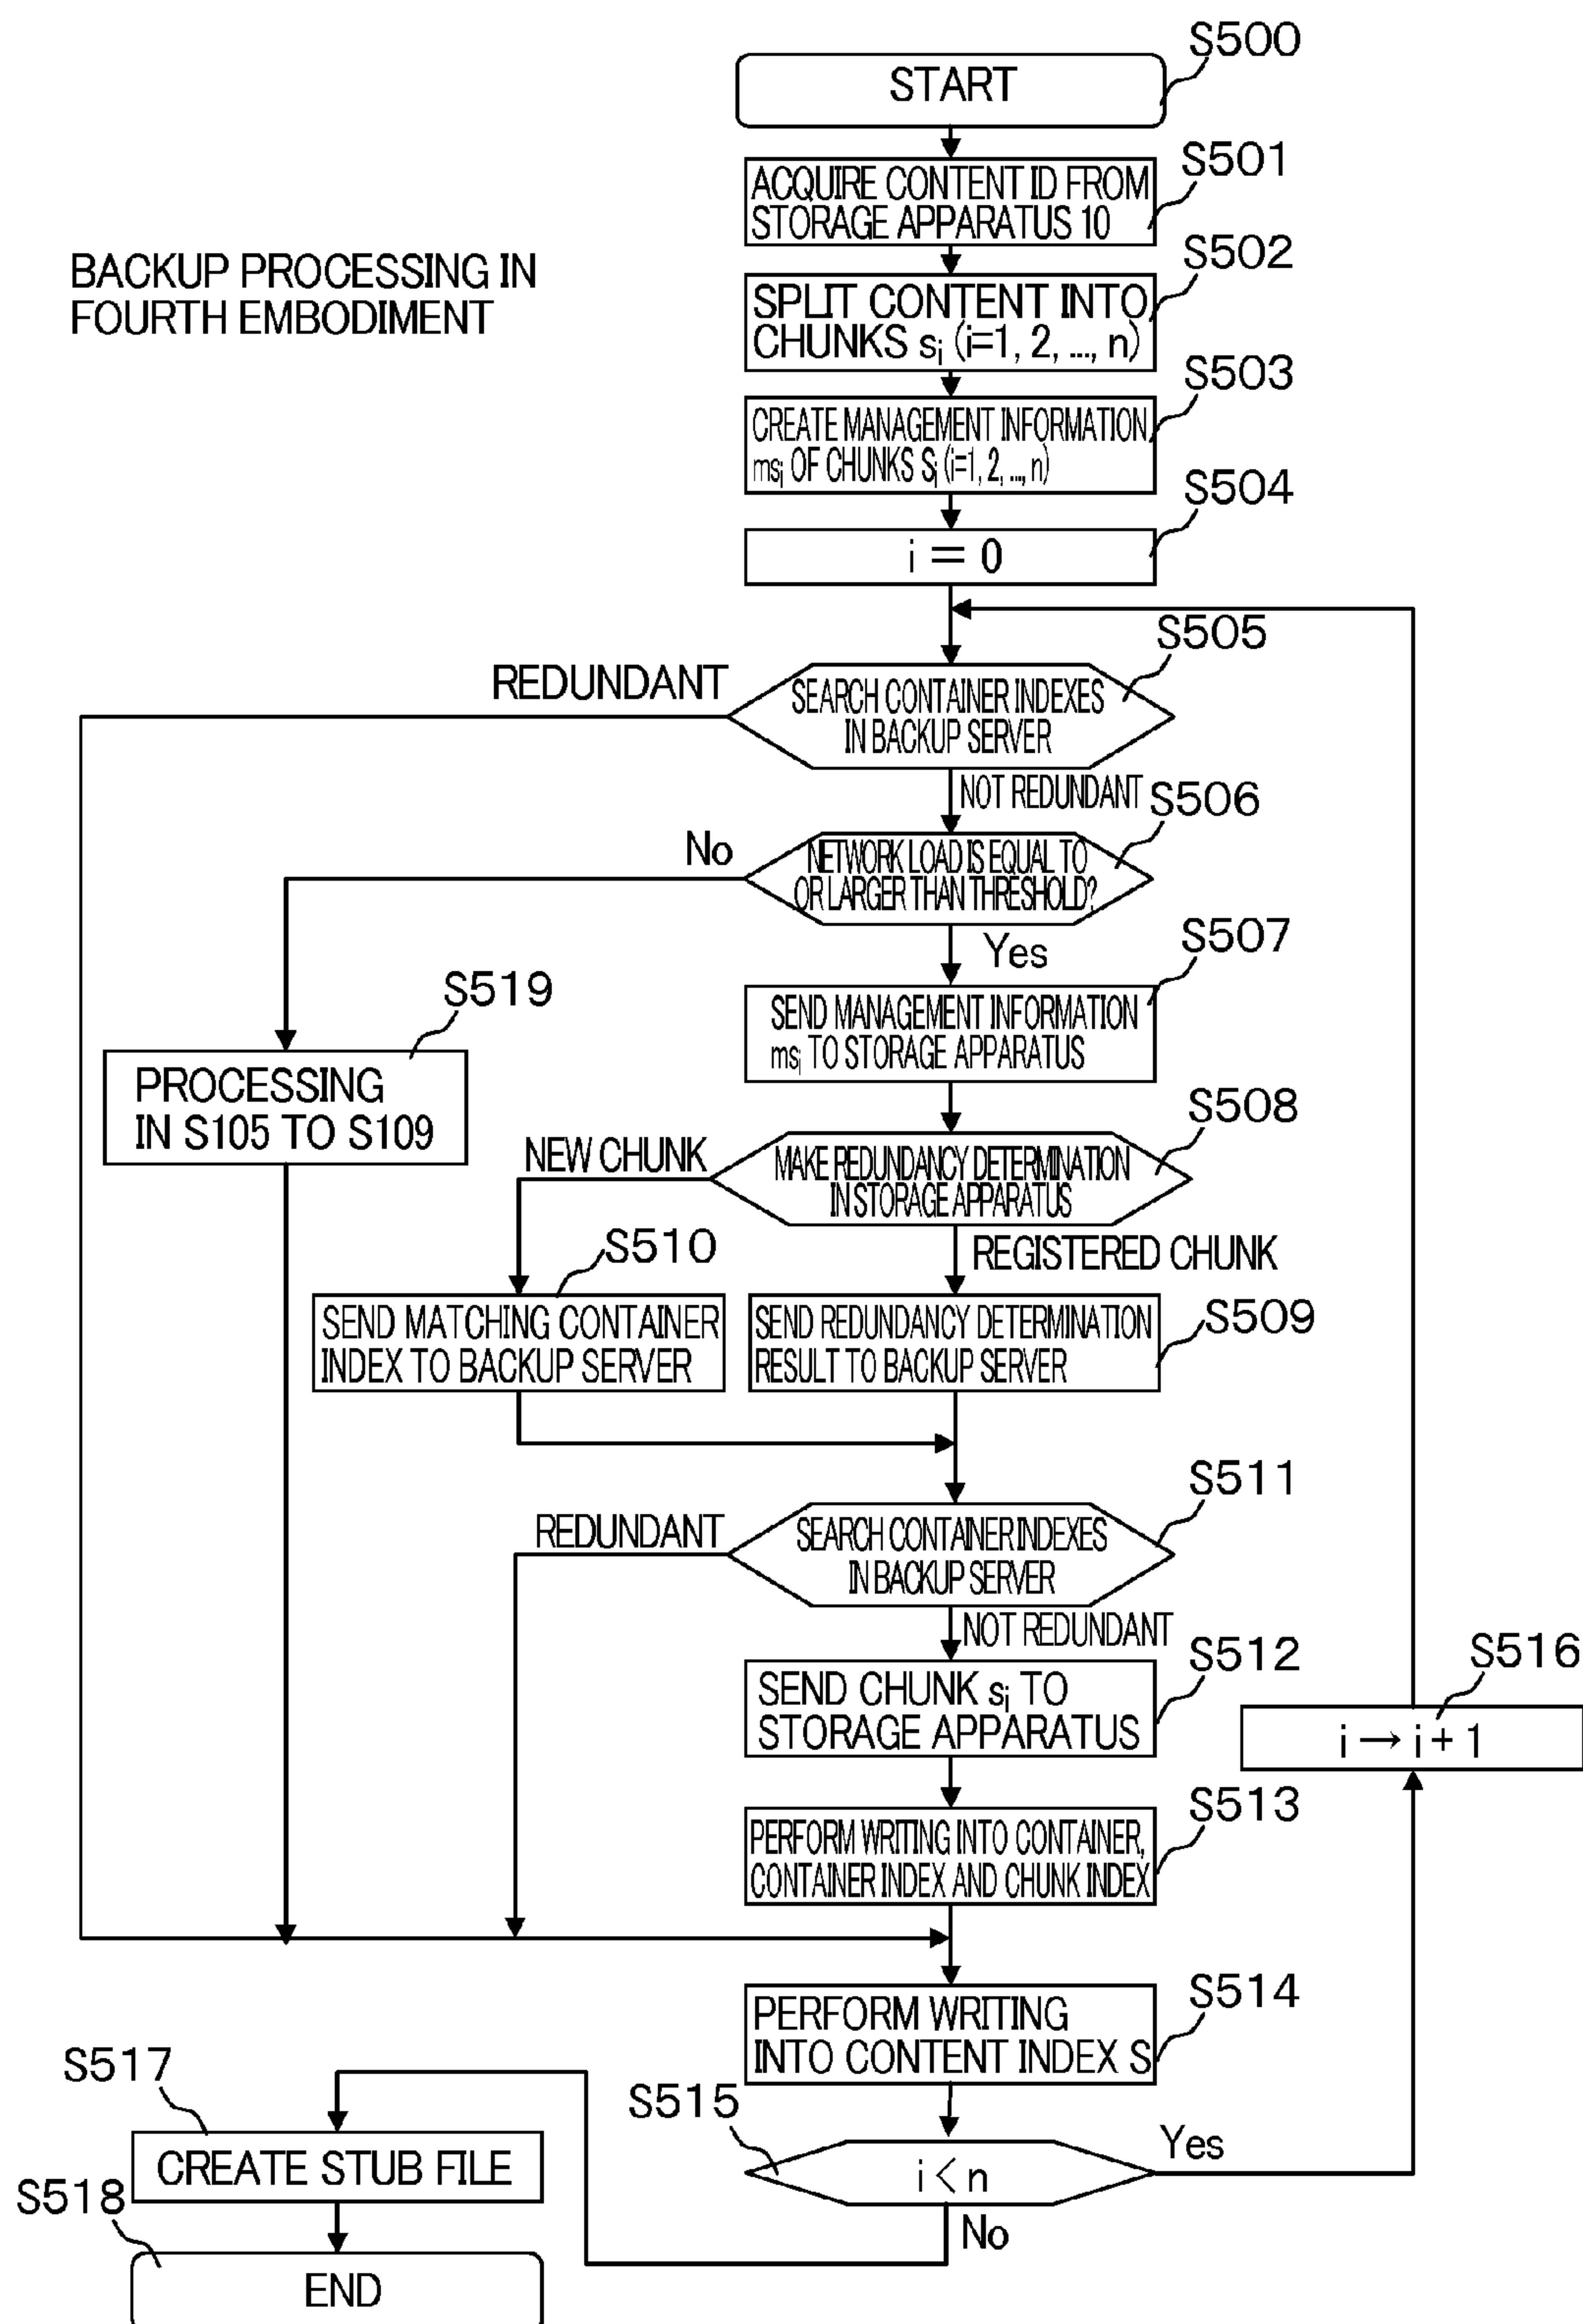 S500
START
S501
ACQUIRE CONTENT ID FROM
STORAGE APPARATUS 10
BACKUP PROCESSING IN
FOURTH EMBODIMENT
S502
SPLIT CONTENT INTO
CHUNKS si (i=1, 2, ..., n)
S503
CREATE MANAGEMENT INFORMATION
msi OF CHUNKS Si (i=1, 2, ..., n)
S504
i = 0
S505
REDUNDANT
SEARCH CONTAINER INDEXES
IN BACKUP SERVER
NOT REDUNDANT
S506
No
NETWORK LOAD IS EQUAL TO
OR LARGER THAN THRESHOLD?
Yes
S507
SEND MANAGEMENT INFORMATION
msi TO STORAGE APPARATUS
S519
PROCESSING
IN S105 TO S109
S508
NEW CHUNK
MAKE REDUNDANCY DETERMINATION
IN STORAGE APPARATUS
REGISTERED CHUNK
S510
SEND MATCHING CONTAINER
INDEX TO BACKUP SERVER
S509
SEND REDUNDANCY DETERMINATION
RESULT TO BACKUP SERVER
S511
REDUNDANT
SEARCH CONTAINER INDEXES
IN BACKUP SERVER
NOT REDUNDANT
S512
SEND CHUNK si TO
STORAGE APPARATUS
S516
i → i + 1
S513
PERFORM WRITING INTO CONTAINER,
CONTAINER INDEX AND CHUNK INDEX
S514
PERFORM WRITING
INTO CONTENT INDEX S
S515
i < n
Yes
No
S517
CREATE STUB FILE
S518
END